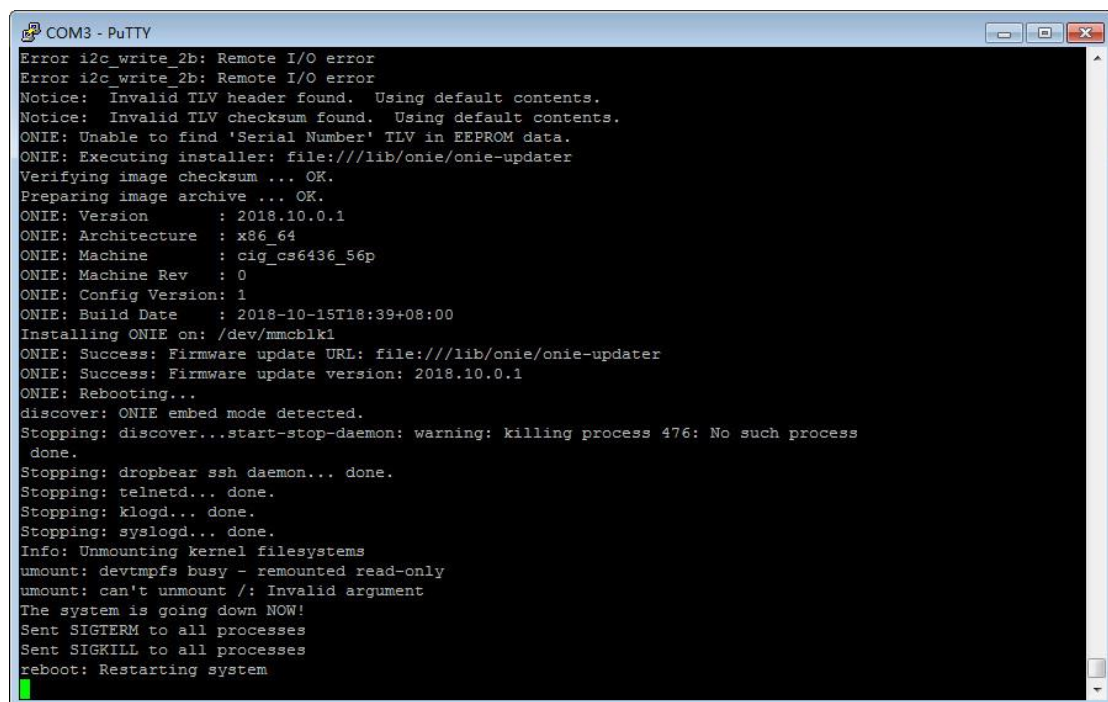 COM3 - PuTTY
Error i2c_write_2b: Remote I/O error
Error i2c_write_2b: Remote I/O error
Notice:  Invalid TLV header found.  Using default contents.
Notice:  Invalid TLV checksum found.  Using default contents.
ONIE: Unable to find 'Serial Number' TLV in EEPROM data.
ONIE: Executing installer: file:///lib/onie/onie-updater
Verifying image checksum ... OK.
Preparing image archive ... OK.
ONIE: Version       : 2018.10.0.1
ONIE: Architecture  : x86_64
ONIE: Machine       : cig_cs6436_56p
ONIE: Machine Rev   : 0
ONIE: Config Version: 1
ONIE: Build Date    : 2018-10-15T18:39+08:00
Installing ONIE on: /dev/mmcblk1
ONIE: Success: Firmware update URL: file:///lib/onie/onie-updater
ONIE: Success: Firmware update version: 2018.10.0.1
ONIE: Rebooting...
discover: ONIE embed mode detected.
Stopping: discover...start-stop-daemon: warning: killing process 476: No such process
 done.
Stopping: dropbear ssh daemon... done.
Stopping: telnetd... done.
Stopping: klogd... done.
Stopping: syslogd... done.
Info: Unmounting kernel filesystems
umount: devtmpfs busy - remounted read-only
umount: can't unmount /: Invalid argument
The system is going down NOW!
Sent SIGTERM to all processes
Sent SIGKILL to all processes
reboot: Restarting system